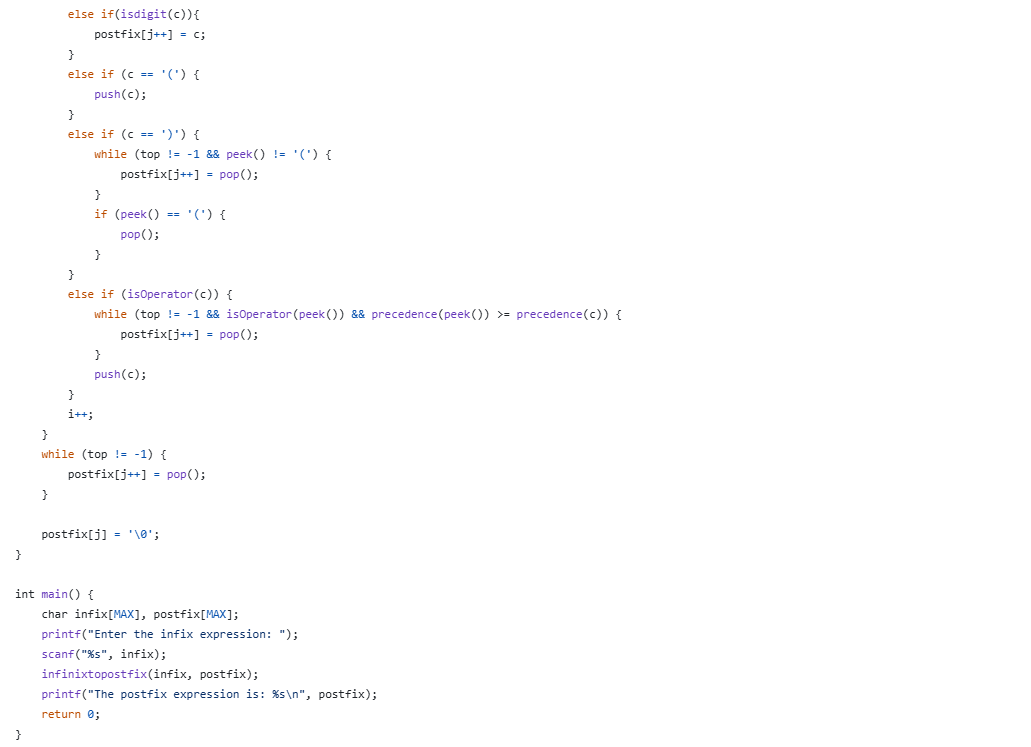 else if(isdigit(c)){
            postfix[j++] = c;
        }
        else if (c == '(') {
            push(c);
        }
        else if (c == ')') {
            while (top != -1 && peek() != '(') {
                postfix[j++] = pop();
            }
            if (peek() == '(') {
                pop();
            }
        }
        else if (isOperator(c)) {
            while (top != -1 && isOperator(peek()) && precedence(peek()) >= precedence(c)) {
                postfix[j++] = pop();
            }
            push(c);
        }
        i++;
    }
    while (top != -1) {
        postfix[j++] = pop();
    }

    postfix[j] = '\0';
}

int main() {
    char infix[MAX], postfix[MAX];
    printf("Enter the infix expression: ");
    scanf("%s", infix);
    infinixtopostfix(infix, postfix);
    printf("The postfix expression is: %s\n", postfix);
    return 0;
}